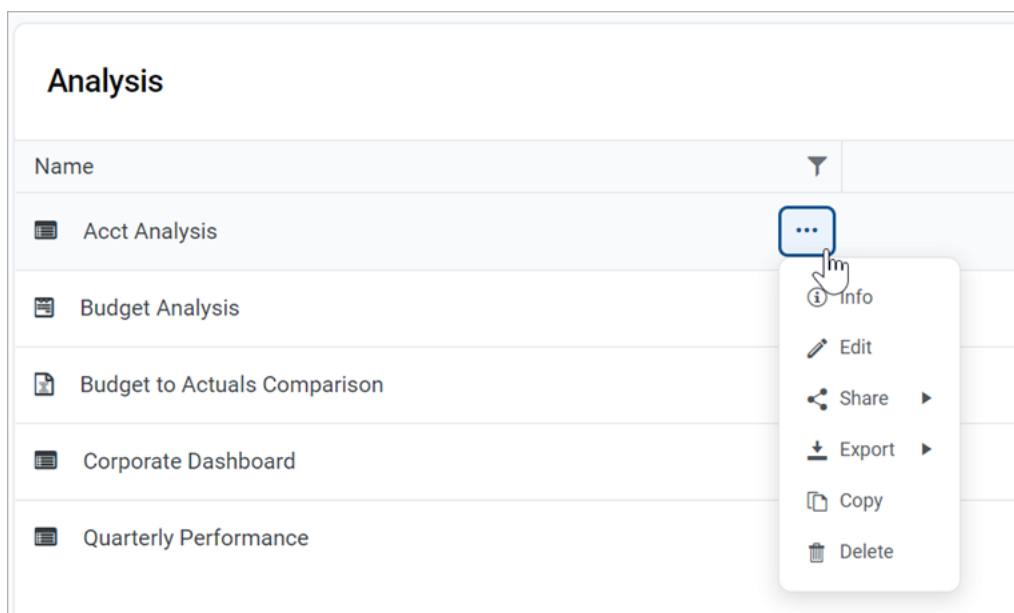 Analysis
Name
Acct Analysis
Budget Analysis
Budget to Actuals Comparison
Corporate Dashboard
Quarterly Performance
Info
Edit
Share
Export
Copy
Delete